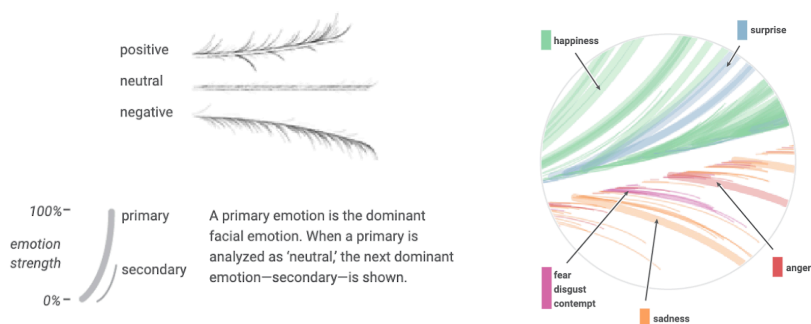 positive
neutral
negative
100%
primary
emotion
strength
secondary
0%
A primary emotion is the dominant
facial emotion. When a primary is
analyzed as ‘neutral,’ the next dominant
emotion—secondary—is shown.
happiness
surprise
fear
disgust
contempt
anger
sadness